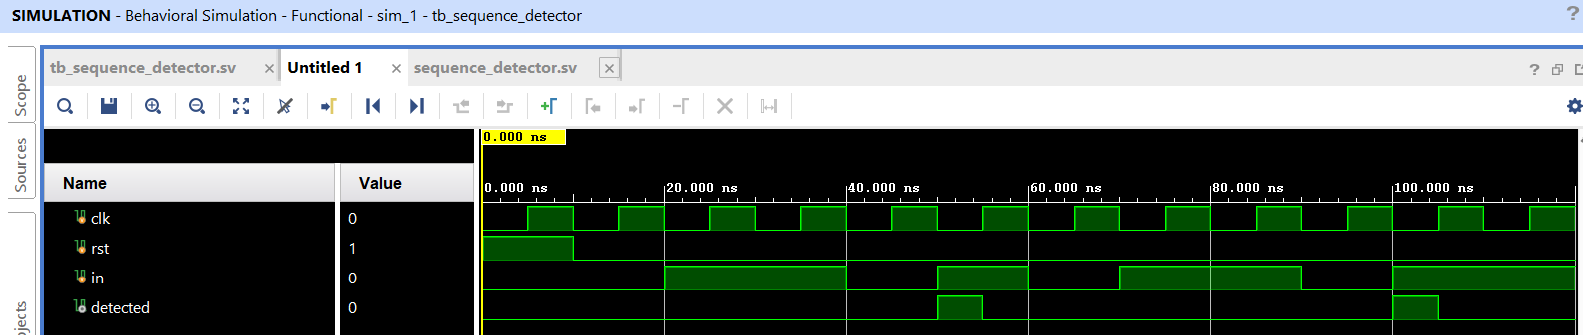 SIMULATION - Behavioral Simulation - Functional - sim_1 - tb_sequence_detector
?
tb_sequence_detector.sv × Untitled 1 × sequence_detector.sv ×
?
Scope
Sources
0.000 ns
Name Value
0.000 ns 20.000 ns 40.000 ns 60.000 ns 80.000 ns 100.000 ns
clk 0
rst 1
in 0
detected 0